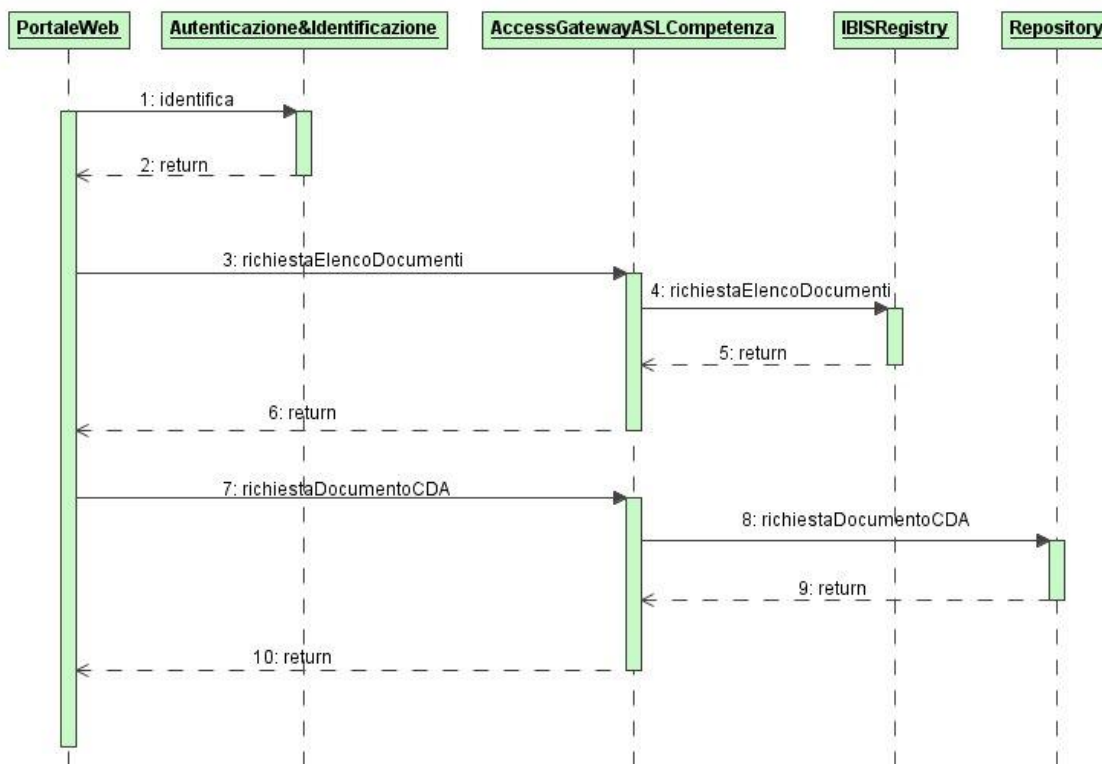 PortaleWeb
Autenticazione&Identificazione
AccessGatewayASLCompetenza
IBISRegistry
Repository
1: identifica
2: return
3: richiestaElencoDocumenti
4: richiestaElencoDocumenti
5: return
6: return
7: richiestaDocumentoCDA
8: richiestaDocumentoCDA
9: return
10: return